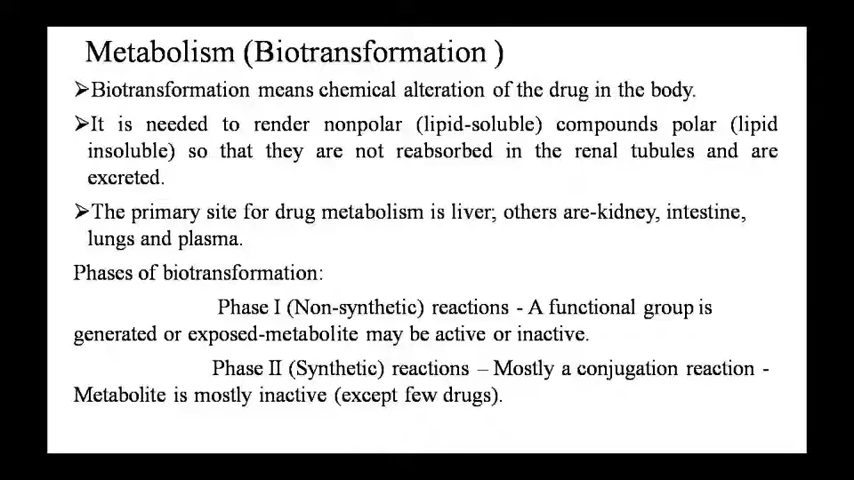 Metabolism (Biotransformation )
➢Biotransformation means chemical alteration of the drug in the body.
➢It is needed to render nonpolar (lipid-soluble) compounds polar (lipid
insoluble) so that they are not reabsorbed in the renal tubules and are
excreted.
➢The primary site for drug metabolism is liver; others are-kidney, intestine,
lungs and plasma.
Phases of biotransformation:
Phase I (Non-synthetic) reactions - A functional group is
generated or exposed-metabolite may be active or inactive.
Phase II (Synthetic) reactions – Mostly a conjugation reaction -
Metabolite is mostly inactive (except few drugs).